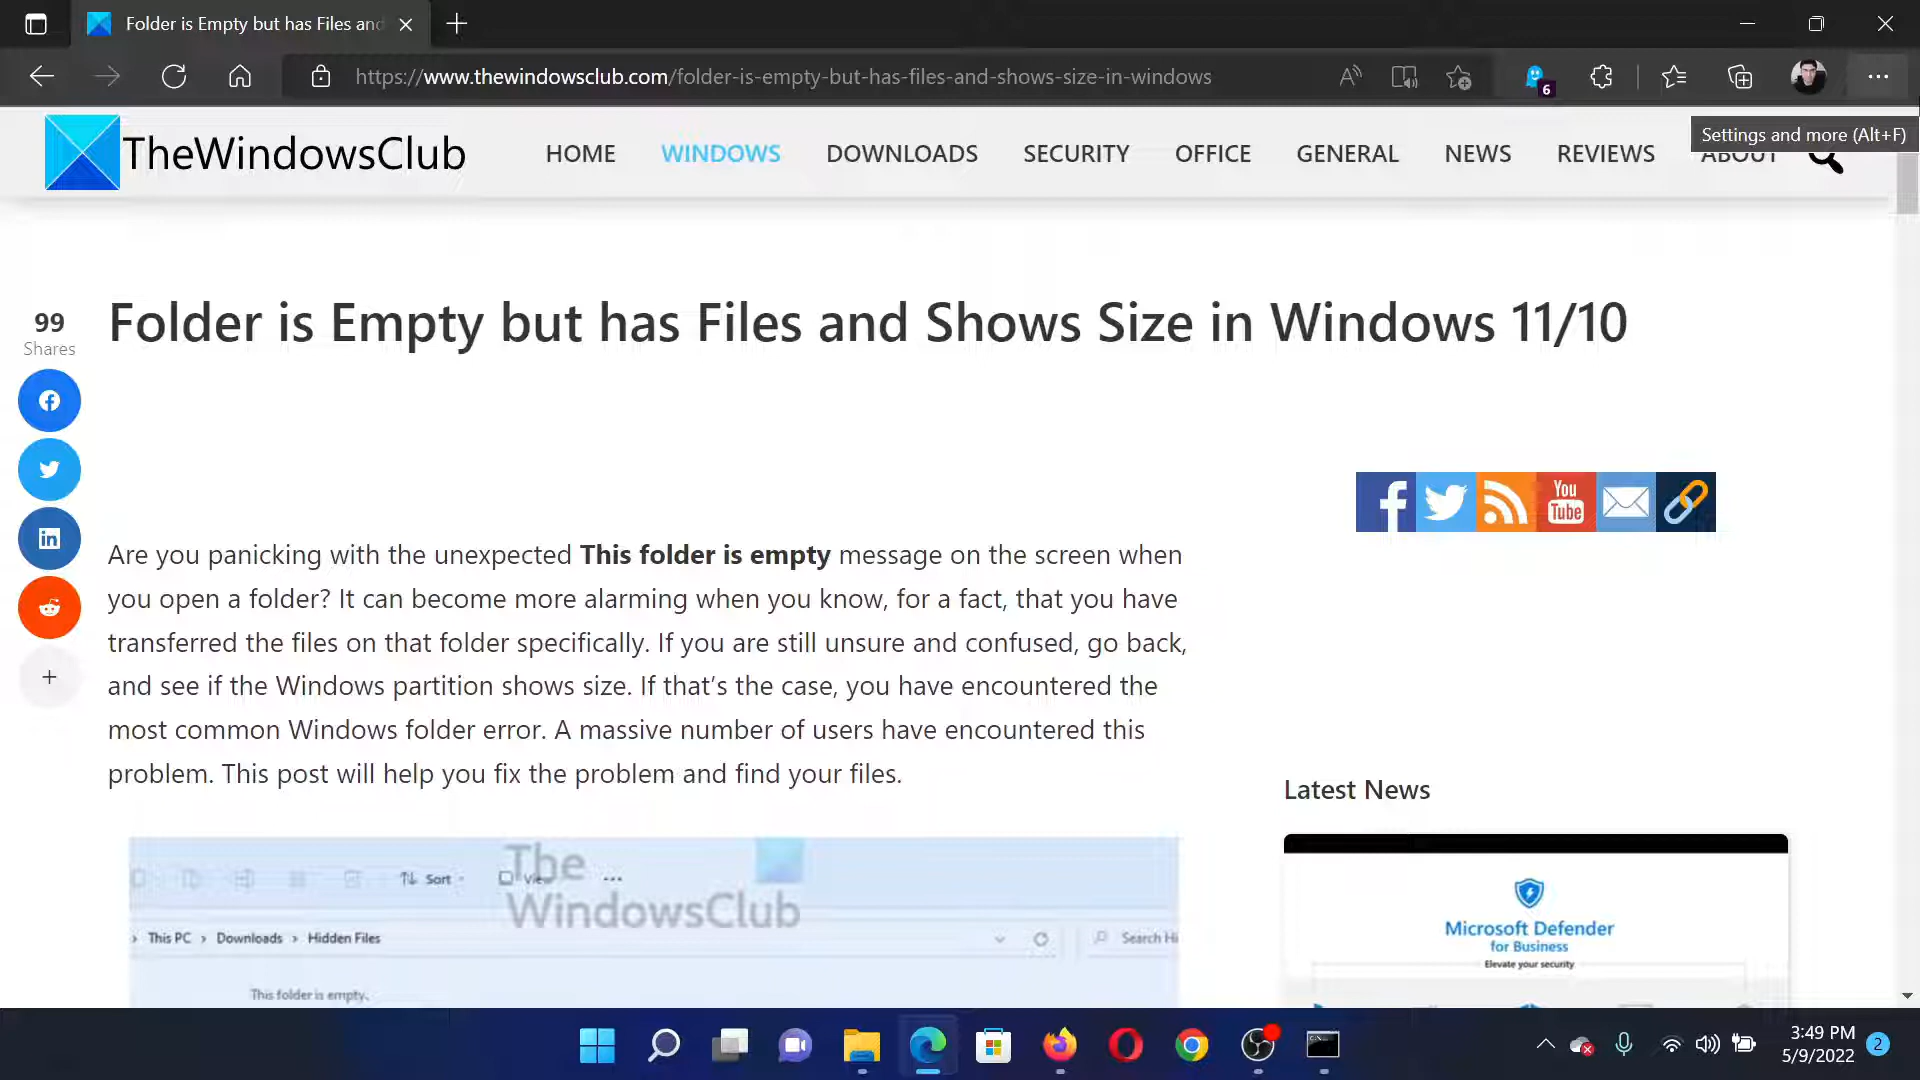 Folder is Empty but has Files and
https://www.thewindowsclub.com/folder-is-empty-but-has-files-and-shows-size-in-windows
6
Settings and more (Alt+F)
TheWindowsClub
HOME
WINDOWS
DOWNLOADS
SECURITY
OFFICE
GENERAL
NEWS
REVIEWS
ABOUT
Folder is Empty but has Files and Shows Size in Windows 11/10
99
Shares
You
Tube
Are you panicking with the unexpected This folder is empty message on the screen when
you open a folder? It can become more alarming when you know, for a fact, that you have
transferred the files on that folder specifically. If you are still unsure and confused, go back,
and see if the Windows partition shows size. If that’s the case, you have encountered the
most common Windows folder error. A massive number of users have encountered this
problem. This post will help you fix the problem and find your files.
Latest News
The
WindowsClub
Sort
View
This PC > Downloads > Hidden Files
Search Hi
This folder is empty.
Microsoft Defender
for Business
Elevate your security
3:49 PM
5/9/2022
2